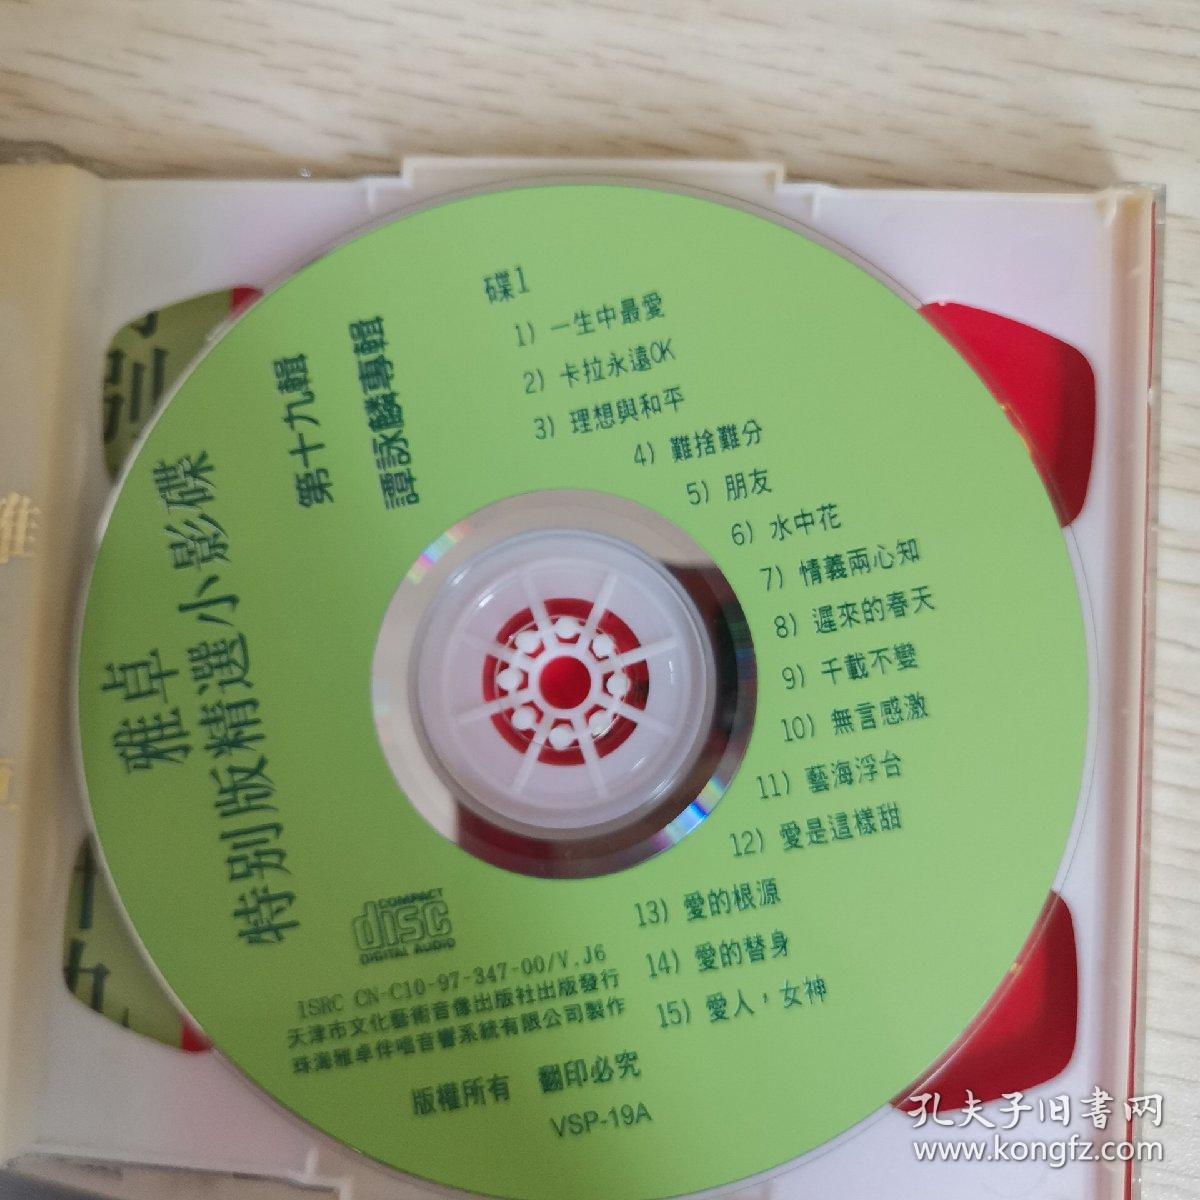 雅卓
特别版精選小影碟
第十九輯
譚詠麟專輯
碟1
1) 一生中最愛
2) 卡拉永遠OK
3) 理想與和平
4) 難捨難分
5) 朋友
6) 水中花
7) 情義兩心知
8) 遲來的春天
9) 千載不變
10) 無言感激
11) 藝海浮台
12) 愛是這樣甜
13) 愛的根源
14) 愛的替身
15) 愛人，女神
COMPACT
disc
DIGITAL AUDIO
ISRC CN-C10-97-347-00/V.J6
天津市文化藝術音像出版社出版發行
珠海雅卓伴唱音響系統有限公司製作
版權所有 翻印必究
VSP-19A
孔夫子旧書网
www.kongfz.com